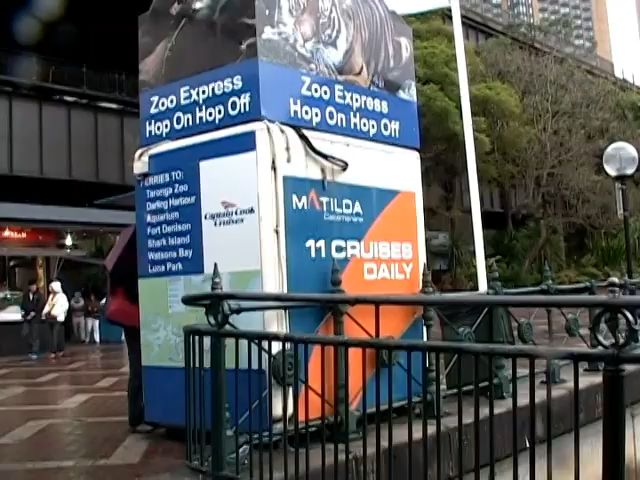 Zoo Express
Hop On Hop Off
Zoo Express
Hop On Hop Off
FERRIES TO:
Taronga Zoo
Darling Harbour
Aquarium
Fort Denison
Shark Island
Watsons Bay
Luna Park
Captain Cook
Cruises
MATILDA
11 CRUISES
DAILY